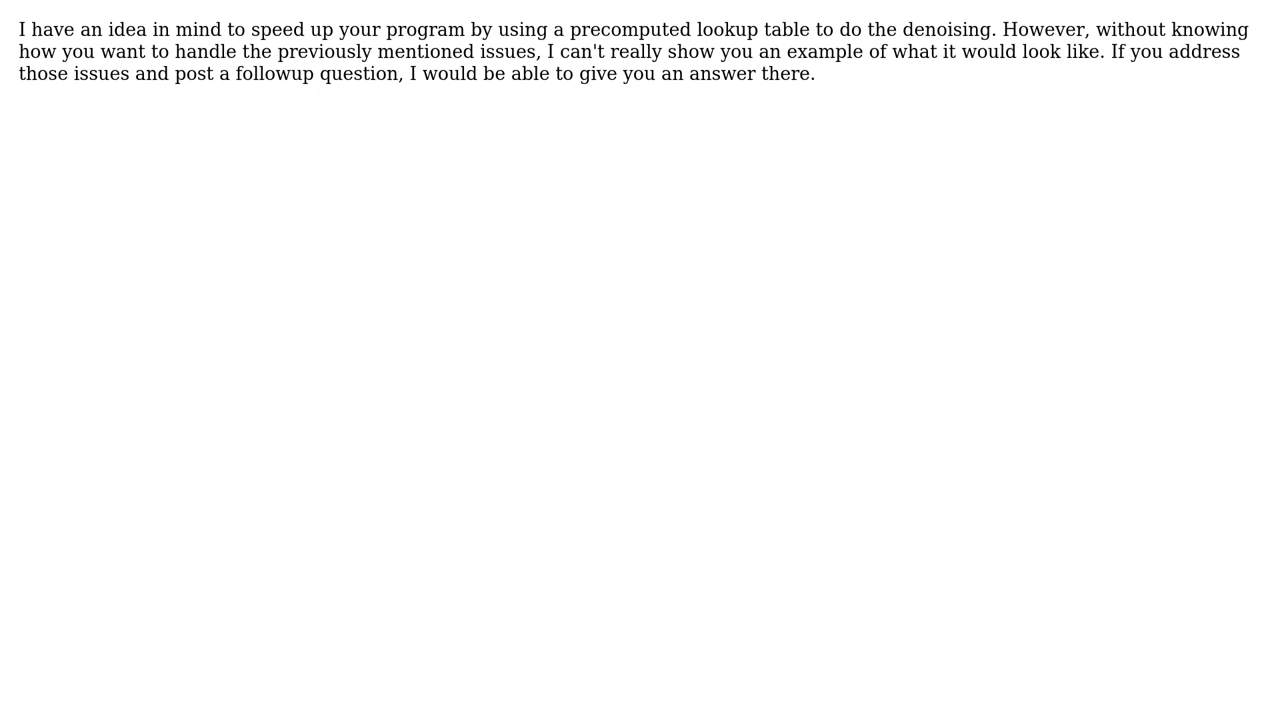 I have an idea in mind to speed up your program by using a precomputed lookup table to do the denoising. However, without knowing
how you want to handle the previously mentioned issues, I can't really show you an example of what it would look like. If you address
those issues and post a followup question, I would be able to give you an answer there.